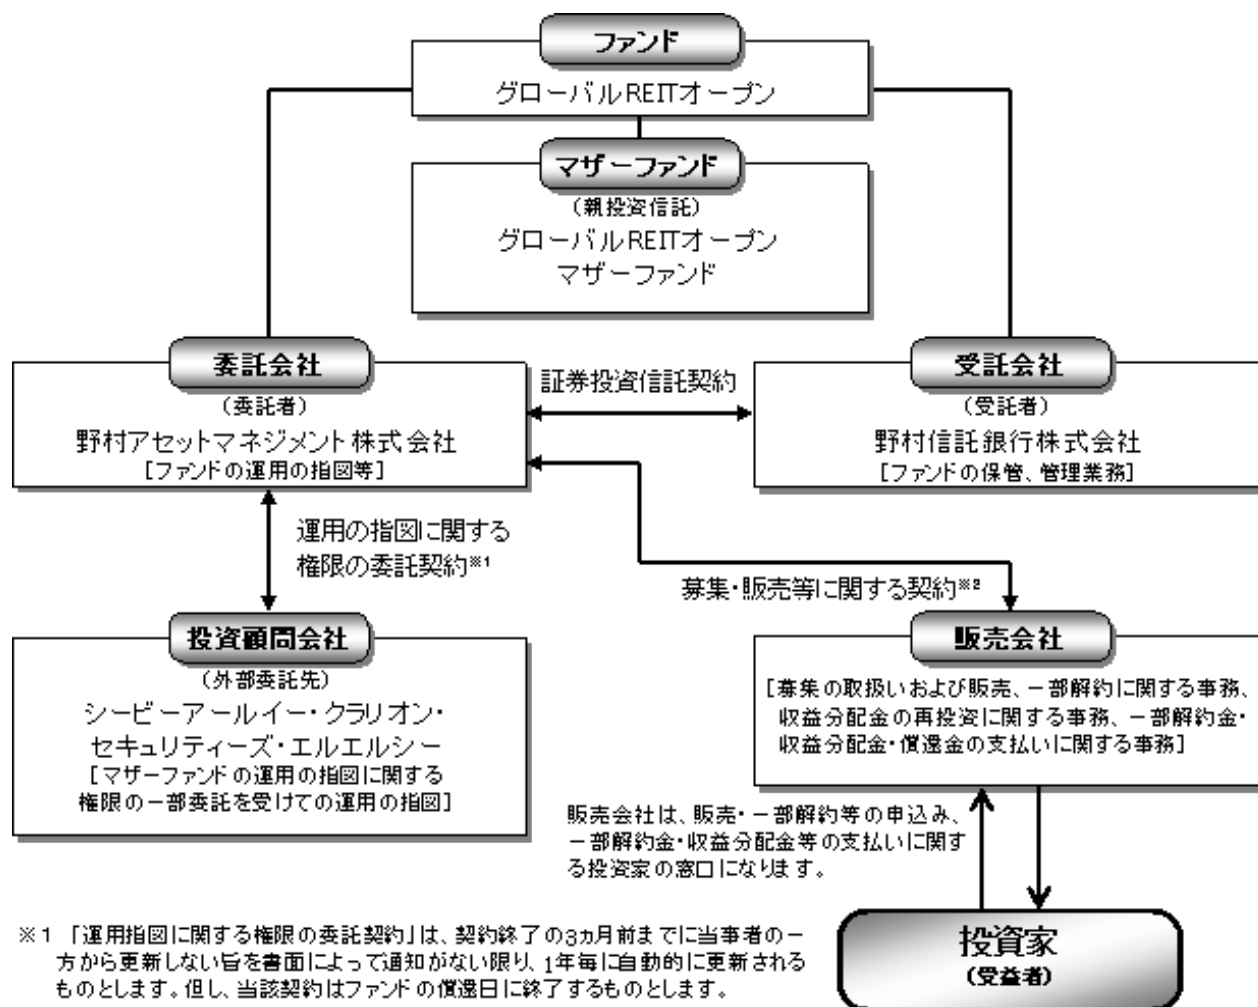 ファンド
グローバルREITオープン
マザーファンド
(親投資信託)
グローバルREITオープン
マザーファンド
委託会社
(委託者)
野村アセットマネジメント株式会社
[ファンドの運用の指図等]
証券投資信託契約
受託会社
(受託者)
野村信託銀行株式会社
[ファンドの保管、管理業務]
運用の指図に関する
権限の委託契約※1
募集・販売等に関する契約※2
投資顧問会社
(外部委託先)
シービーアールイー・クラリオン・
セキュリティーズ・エルエルシー
[マザーファンドの運用の指図に関する
権限の一部委託を受けての運用の指図]
販売会社
[募集の取扱いおよび販売、一部解約に関する事務、
収益分配金の再投資に関する事務、一部解約金・
収益分配金・償還金の支払いに関する事務]
販売会社は、販売・一部解約等の申込み、
一部解約金・収益分配金等の支払いに関す
る投資家の窓口になります。
投資家
(受益者)
※1 「運用指図に関する権限の委託契約」は、契約終了の3ヵ月前までに当事者の一
方から更新しない旨を書面によって通知がない限り、1年毎に自動的に更新される
ものとします。但し、当該契約はファンドの償還日に終了するものとします。